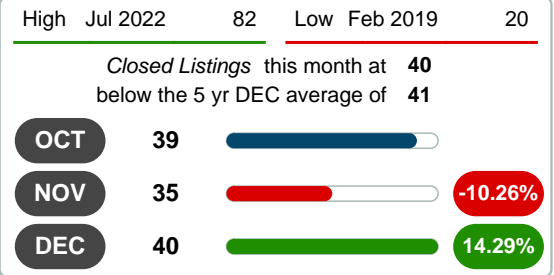 High Jul 2022 82 Low Feb 2019 20
Closed Listings this month at 40
below the 5 yr DEC average of 41
OCT 39
NOV 35 -10.26%
DEC 40 14.29%